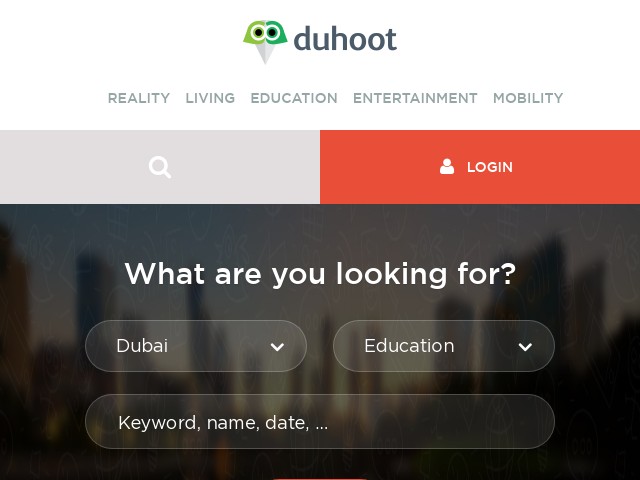 duhoot
REALITY LIVING EDUCATION ENTERTAINMENT MOBILITY
LOGIN
What are you looking for?
Dubai
Education
Keyword, name, date, ...